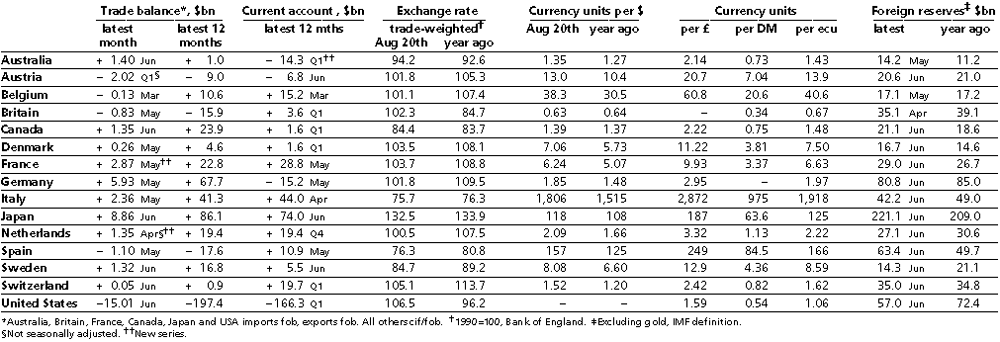 Trade balance*, $bn Current account , $bn Exchange rate Currency units per $ Currency units Foreign reserves‡ $bn
latest latest 12 latest 12 mths trade-weighted† Aug 20th year ago per £ per DM per ecu latest year ago
month months Aug 20th year ago
Australia + 1.40 Jun + 1.0 − 14.3 Q1†† 94.2 92.6 1.35 1.27 2.14 0.73 1.43 14.2 May 11.2
Austria − 2.02 Q1§ − 9.0 − 6.8 Jun 101.8 105.3 13.0 10.4 20.7 7.04 13.9 20.6 Jun 21.0
Belgium − 0.13 Mar + 10.6 + 15.2 Mar 101.1 107.4 38.3 30.5 60.8 20.6 40.6 17.1 May 17.2
Britain − 0.83 May − 15.9 + 3.6 Q1 102.3 84.7 0.63 0.64 – 0.34 0.67 35.1 Apr 39.1
Canada + 1.35 Jun + 23.9 + 1.6 Q1 84.4 83.7 1.39 1.37 2.22 0.75 1.48 21.1 Jun 18.6
Denmark + 0.26 May + 4.6 + 1.6 Q1 103.5 108.1 7.06 5.73 11.22 3.81 7.50 16.7 Jun 14.6
France + 2.87 May†† + 22.8 + 28.8 May 103.7 108.8 6.24 5.07 9.93 3.37 6.63 29.0 Jun 26.7
Germany + 5.93 May + 67.7 − 15.2 May 101.8 109.5 1.85 1.48 2.95 – 1.97 80.8 Jun 85.0
Italy + 2.36 May + 41.3 + 44.0 Apr 75.7 76.3 1,806 1,515 2,872 975 1,918 42.2 Jun 49.0
Japan + 8.86 Jun + 86.1 + 74.0 Jun 132.5 133.9 118 108 187 63.6 125 221.1 Jun 209.0
Netherlands + 1.35 Apr§†† + 19.4 + 19.4 Q4 100.5 107.5 2.09 1.66 3.32 1.13 2.22 27.1 Jun 30.6
Spain − 1.10 May − 17.6 + 10.9 May 76.3 80.8 157 125 249 84.5 166 63.4 Jun 49.7
Sweden + 1.32 Jun + 16.8 + 5.5 Jun 84.7 89.2 8.08 6.60 12.9 4.36 8.59 14.3 Jun 21.1
Switzerland + 0.05 Jun + 0.9 + 19.7 Q1 105.1 113.7 1.52 1.20 2.42 0.82 1.62 35.0 Jun 34.8
United States −15.01 Jun −197.4 −166.3 Q1 106.5 96.2 – – 1.59 0.54 1.06 57.0 Jun 72.4
*Australia, Britain, France, Canada, Japan and USA imports fob, exports fob. All others cif/fob. †1990=100, Bank of England. ‡Excluding gold, IMF definition.
§Not seasonally adjusted. ††New series.